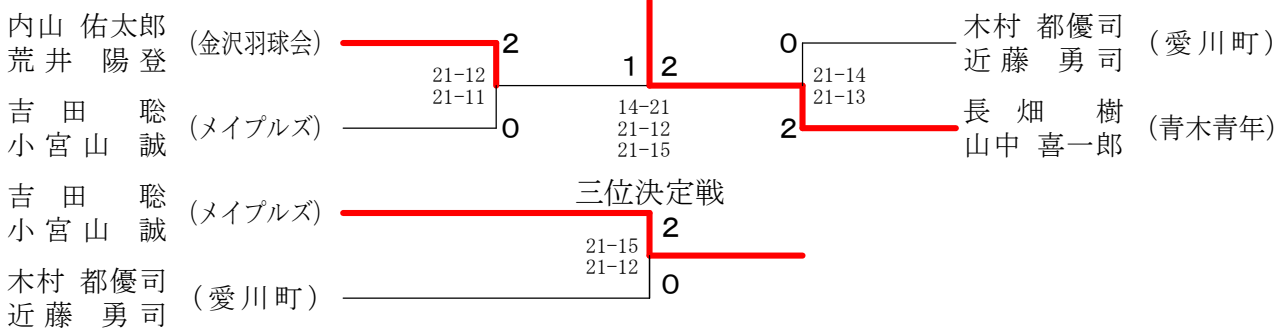 内山 佑太郎
荒井 陽登
(金沢羽球会)
2
21-12
21-11
0
吉田 聡
小宮山 誠
(メイプルズ)
1 2
14-21
21-12
21-15
0
21-14
21-13
2
木村 都優司
近藤 勇司
(愛川町)
長畑 樹
山中 喜一郎
(青木青年)
三位決定戦
吉田 聡
小宮山 誠
(メイプルズ)
2
21-15
21-12
0
木村 都優司
近藤 勇司
(愛川町)